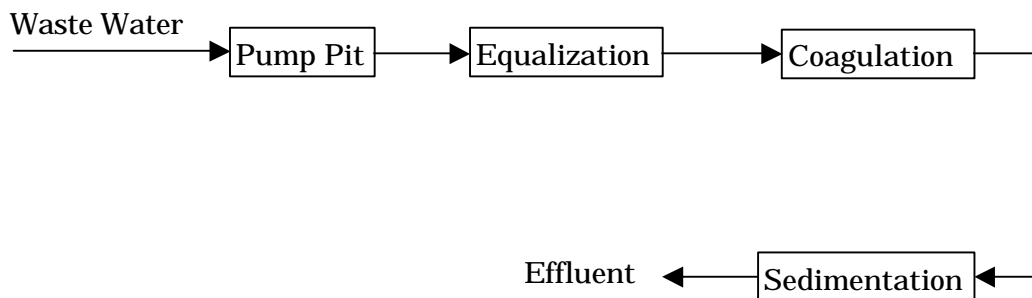 Waste Water
Pump Pit
Equalization
Coagulation
Effluent
Sedimentation